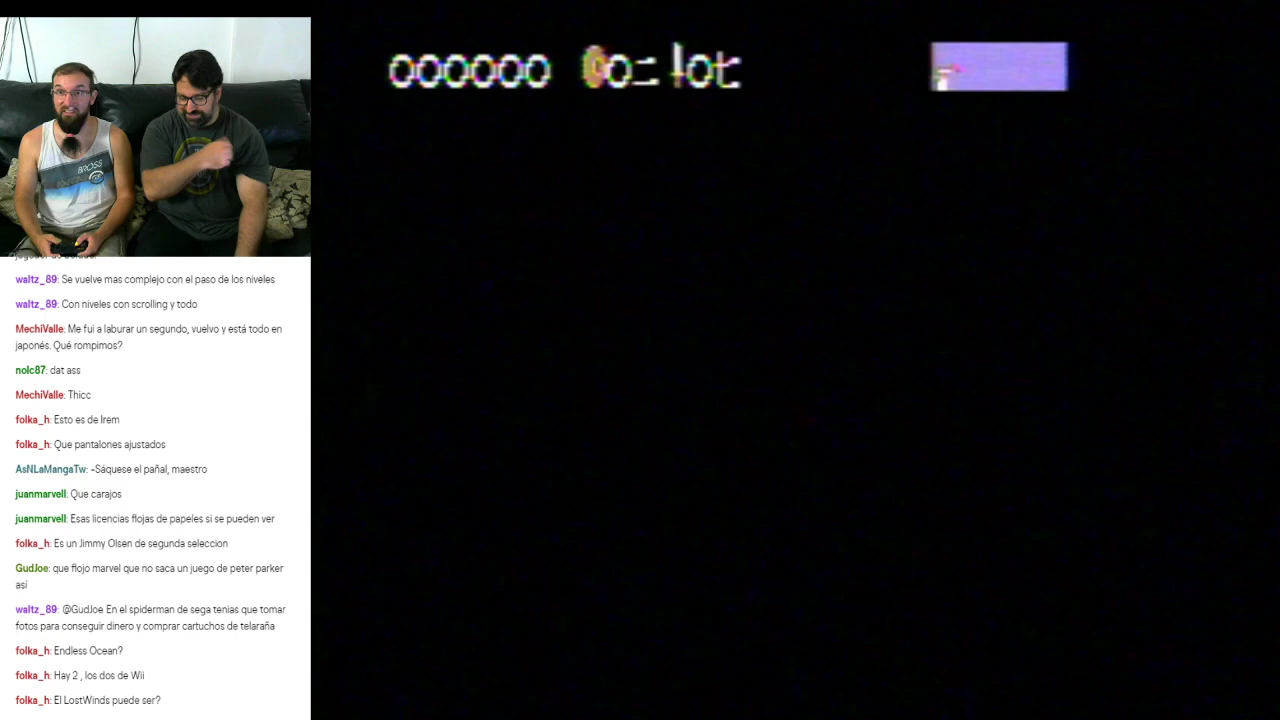 000000
BROSS
waltz_89: Se vuelve mas complejo con el paso de los niveles
waltz_89: Con niveles con scrolling y todo
MechiValle: Me fui a laburar un segundo, vuelvo y está todo en
japonés. Qué rompimos?
nolc87: dat ass
MechiValle: Thicc
folka_h: Esto es de Irem
folka_h: Que pantalones ajustados
AsNLaMangaTw: -Sáquese el pañal, maestro
juanmarvell: Que carajos
juanmarvell: Esas licencias flojas de papeles si se pueden ver
folka_h: Es un Jimmy Olsen de segunda seleccion
GudJoe: que flojo marvel que no saca un juego de peter parker
así
waltz_89: @GudJoe En el spiderman de sega tenias que tomar
fotos para conseguir dinero y comprar cartuchos de telaraña
folka_h: Endless Ocean?
folka_h: Hay 2 , los dos de Wii
folka_h: El LostWinds puede ser?